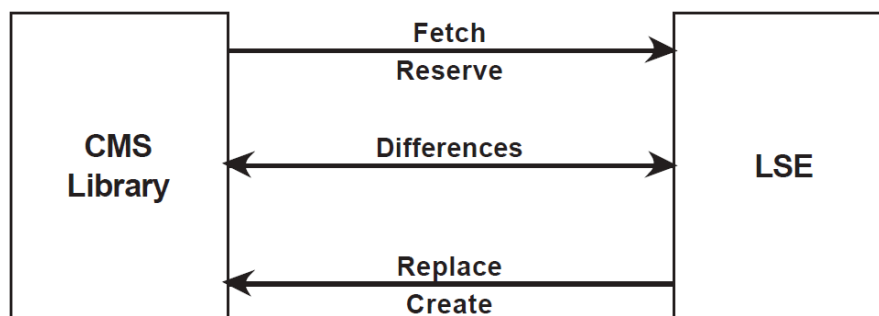 Fetch
Reserve
CMS
Library
Differences
LSE
Replace
Create